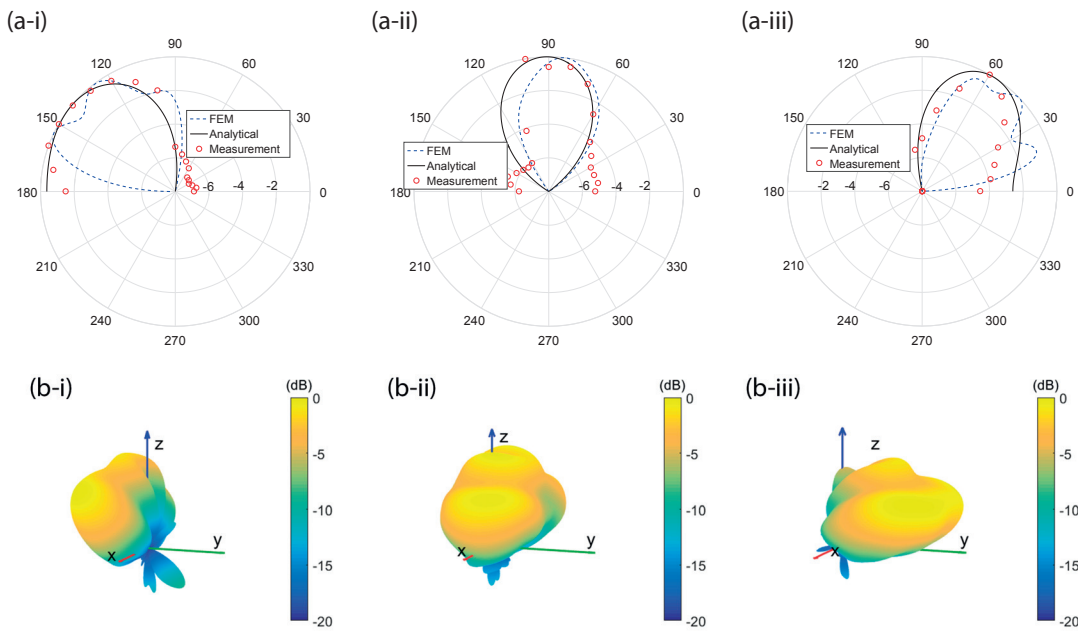 (a-i)
(a-ii)
(a-iii)
90
120
60
150
30
180
0
210
330
240
300
270
-6
-4
-2
FEM
Analytical
Measurement
90
120
60
150
30
180
0
210
330
240
300
270
-6
-4
-2
FEM
Analytical
Measurement
90
120
60
150
30
180
0
210
330
240
300
270
-2
-4
-6
FEM
Analytical
Measurement
(b-i)
(dB)
0
-5
-10
-15
-20
z
y
x
(b-ii)
(dB)
0
-5
-10
-15
-20
z
y
x
(b-iii)
(dB)
0
-5
-10
-15
-20
z
y
x